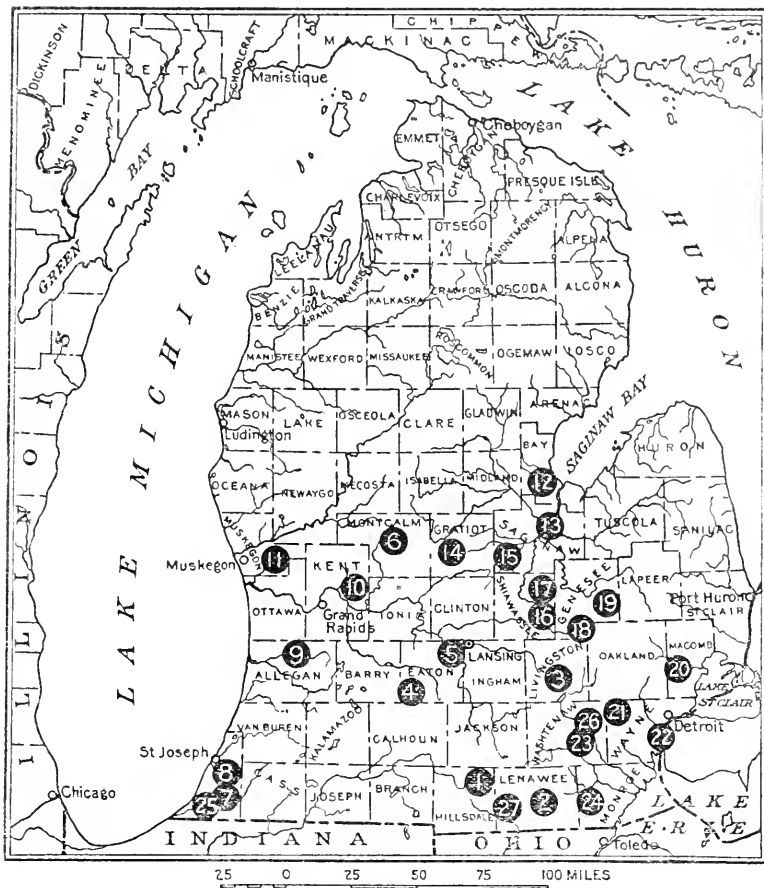 CHIPPE
MACKINAC
DICKINSON
SCHOOLCRAFT
DELTA
Manistique
MENOMINEE
LAKE
HURON
Cheboygan
EMMET
CHEBOYGAN
GREEN
BAY
PRESQUE ISLE
CHARLEVOIX
OTSEGO
MONTMORENCY
ANTRIM
ALPENA
LEELANAU
BENZIE
GRAND TRAVERSE
KALKASKA
CRAWFORD
OSCODA
ALCONA
LAKE MICHIGAN
MANISTEE
WEXFORD
MISSAUKEE
ROSCOMMON
OGEMAW
IOSCO
ARENAC
MASON
Ludington
LAKE
OSCEOLA
CLARE
GLADWIN
SAGINAW BAY
BAY
HURON
OCEANA
NEWAYGO
MECOSTA
ISABELLA
MIDLAND
12
MUSKEGON
MONTCALM
GRATIOT
SAGINAW
13
TUSCOLA
SANILAC
Muskegon
11
6
14
15
KENT
10
GENESEE
LAPEER
17
Port Huron
ST CLAIR
OTTAWA
Grand
Rapids
IONI
CLINTON
SHIAWASSEE
16
19
18
9
5
LANSING
LIVINGSTON
OAKLAND
MACOMB
ALLEGAN
BARRY
EATON
4
INGHAM
3
20
LAKE
ST CLAIR
VAN BUREN
KALAMAZOO
CALHOUN
JACKSON
WASHTENAW
26
21
WAYNE
Detroit
23
22
St Joseph
8
7
25
CASS
JOSEPH
BRANCH
1
LENAWEE
HILLSDALE
27
2
24
MONROE
LAKE
ERIE
Chicago
ILLINOIS
INDIANA
OHIO
Toledo
25 0 25 50 75 100 MILES